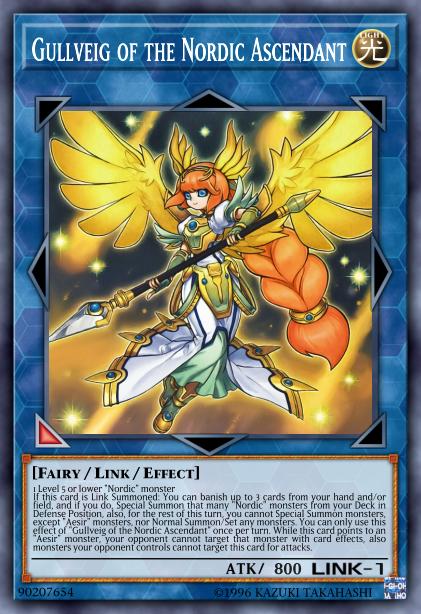 Gullveig of the Nordic Ascendant
LIGHT
光
[Fairy / Link / Effect]
1 Level 5 or lower "Nordic" monster
If this card is Link Summoned: You can banish up to 3 cards from your hand and/or
field, and if you do, Special Summon that many "Nordic" monsters from your Deck in
Defense Position, also, for the rest of this turn, you cannot Special Summon monsters,
except "Aesir" monsters, nor Normal Summon/Set any monsters. You can only use this
effect of "Gullveig of the Nordic Ascendant" once per turn. While this card points to an
"Aesir" monster, your opponent cannot target that monster with card effects, also
monsters your opponent controls cannot target this card for attacks.
ATK/ 800 LINK-1
90207654 ©1996 KAZUKI TAKAHASHI